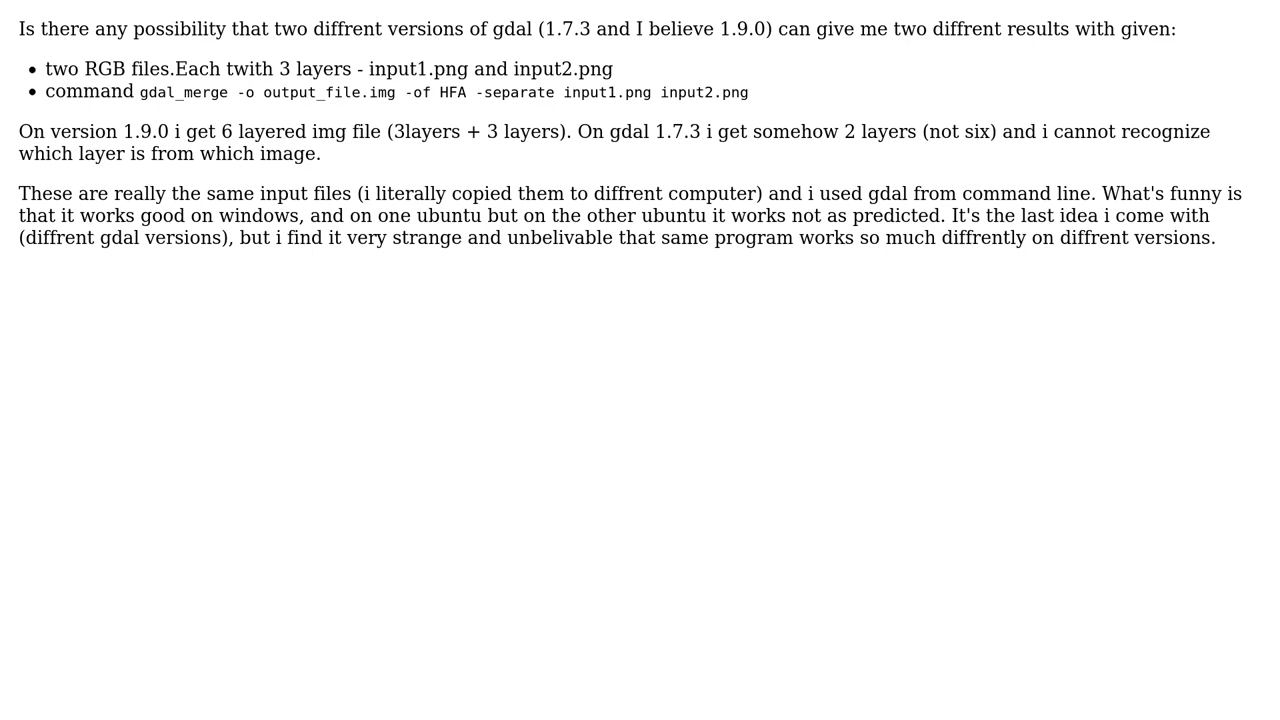 Is there any possibility that two diffrent versions of gdal (1.7.3 and I believe 1.9.0) can give me two diffrent results with given:
• two RGB files.Each twith 3 layers - input1.png and input2.png
• command gdal_merge -o output_file.img -of HFA -separate input1.png input2.png
On version 1.9.0 i get 6 layered img file (3layers + 3 layers). On gdal 1.7.3 i get somehow 2 layers (not six) and i cannot recognize
which layer is from which image.
These are really the same input files (i literally copied them to diffrent computer) and i used gdal from command line. What's funny is
that it works good on windows, and on one ubuntu but on the other ubuntu it works not as predicted. It's the last idea i come with
(diffrent gdal versions), but i find it very strange and unbelivable that same program works so much diffrently on diffrent versions.